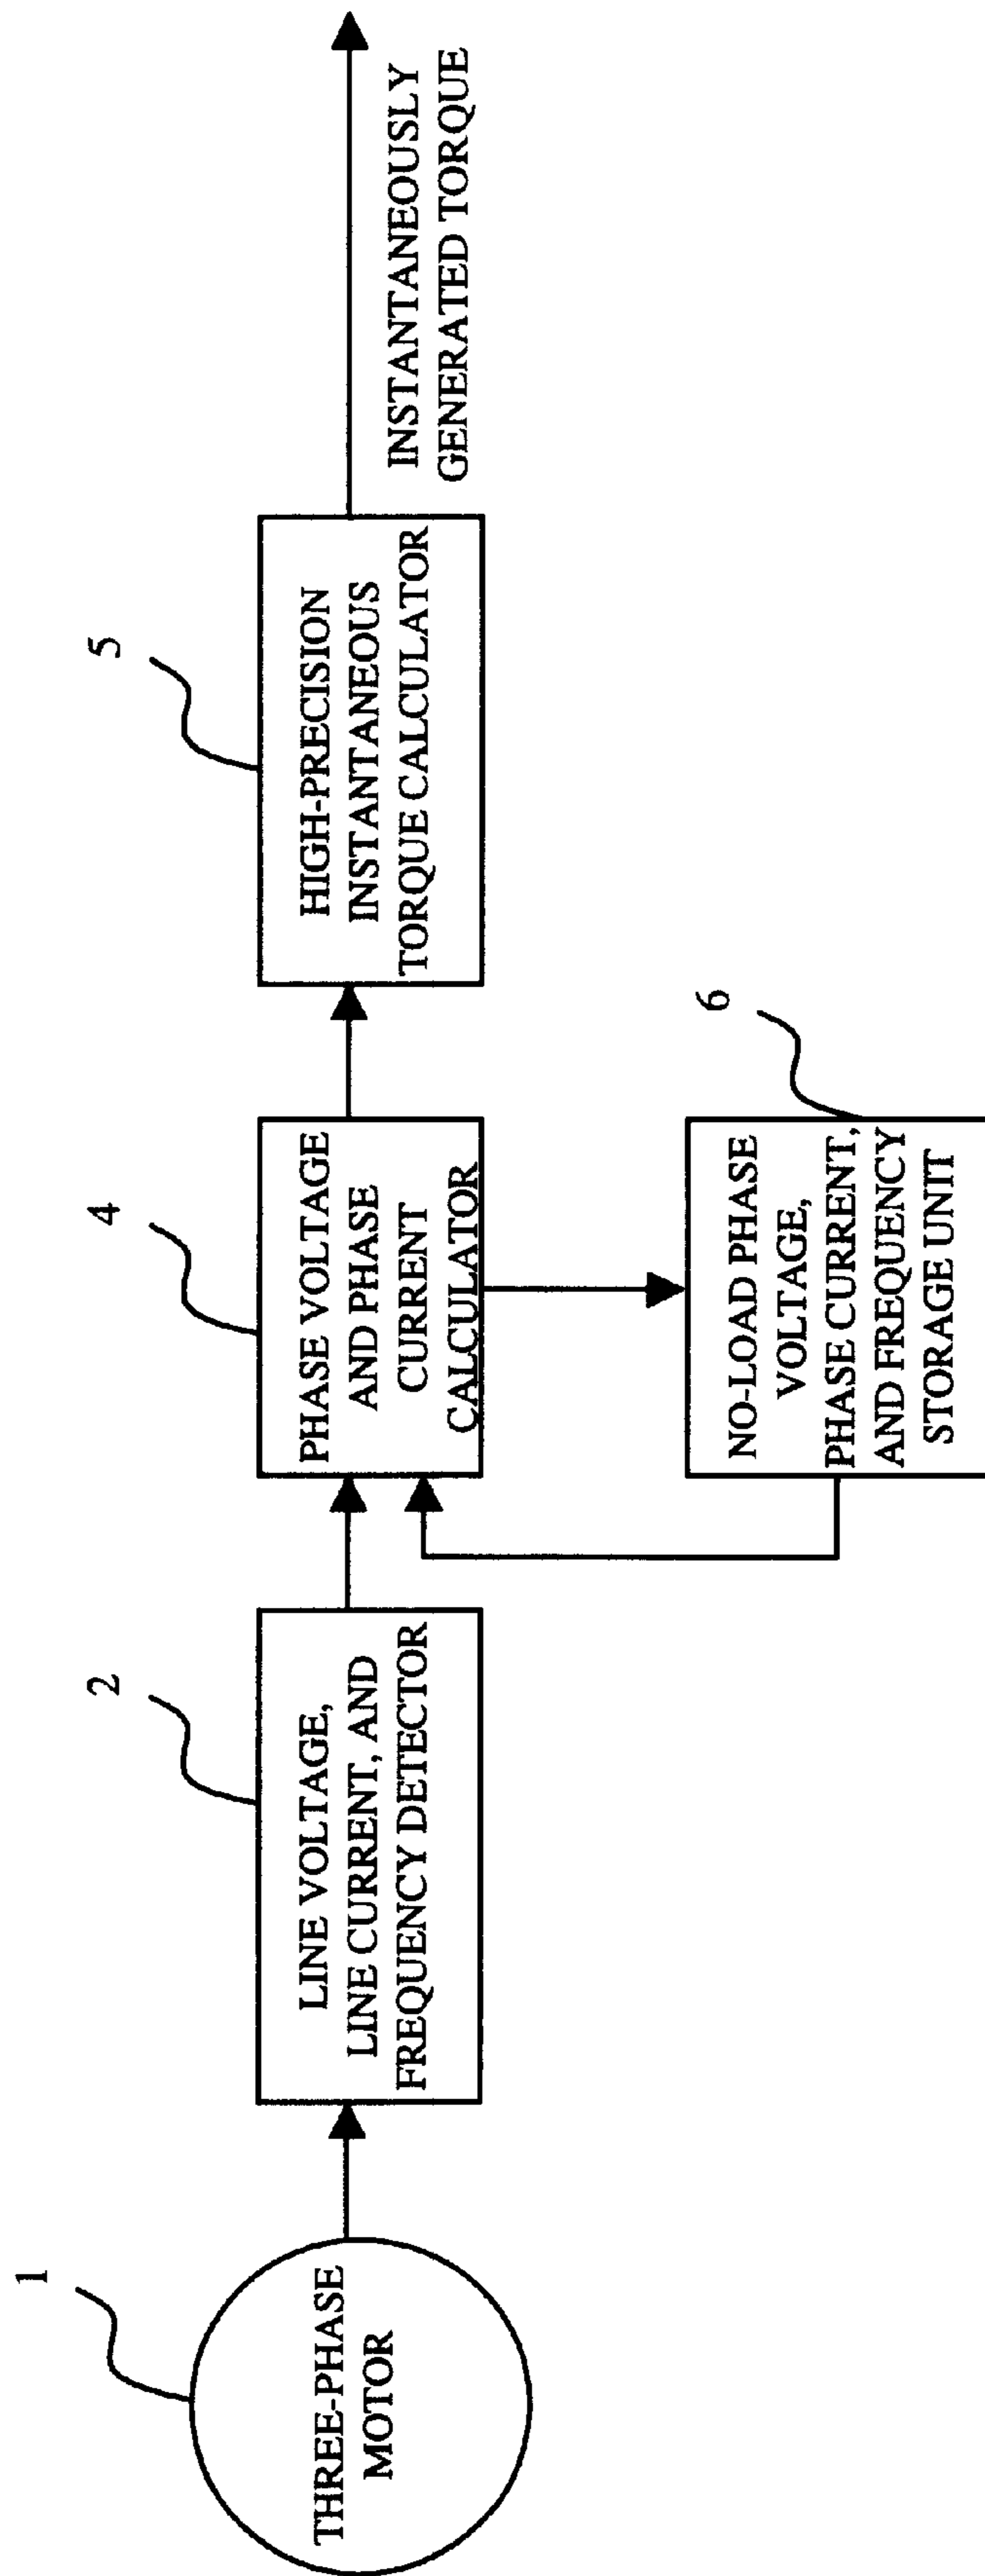 1
THREE-PHASE
MOTOR
2
LINE VOLTAGE,
LINE CURRENT, AND
FREQUENCY DETECTOR
4
PHASE VOLTAGE
AND PHASE
CURRENT
CALCULATOR
6
NO-LOAD PHASE
VOLTAGE,
PHASE CURRENT,
AND FREQUENCY
STORAGE UNIT
5
HIGH-PRECISION
INSTANTANEOUS
TORQUE CALCULATOR
INSTANTANEOUSLY
GENERATED TORQUE